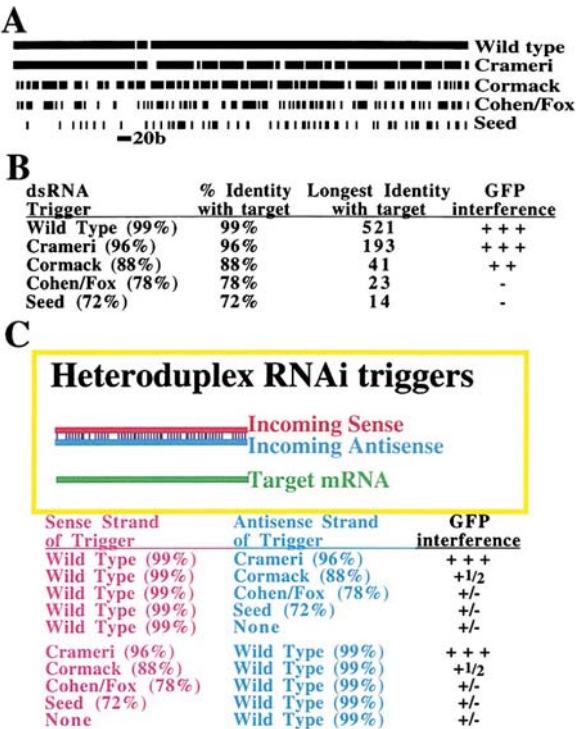 A
Wild type
Crameri
Cormack
Cohen/Fox
Seed
20b
B
dsRNA % Identity Longest Identity GFP
Trigger with target with target interference
Wild Type (99%) 99% 521 + + +
Crameri (96%) 96% 193 + + +
Cormack (88%) 88% 41 + +
Cohen/Fox (78%) 78% 23 -
Seed (72%) 72% 14 -
C
Heteroduplex RNAi triggers
Incoming Sense
Incoming Antisense
Target mRNA
Sense Strand Antisense Strand GFP
of Trigger of Trigger interference
Wild Type (99%) Crameri (96%) + + +
Wild Type (99%) Cormack (88%) +1/2
Wild Type (99%) Cohen/Fox (78%) +/-
Wild Type (99%) Seed (72%) +/-
Wild Type (99%) None +/-
Crameri (96%) Wild Type (99%) + + +
Cormack (88%) Wild Type (99%) +1/2
Cohen/Fox (78%) Wild Type (99%) +/-
Seed (72%) Wild Type (99%) +/-
None Wild Type (99%) +/-